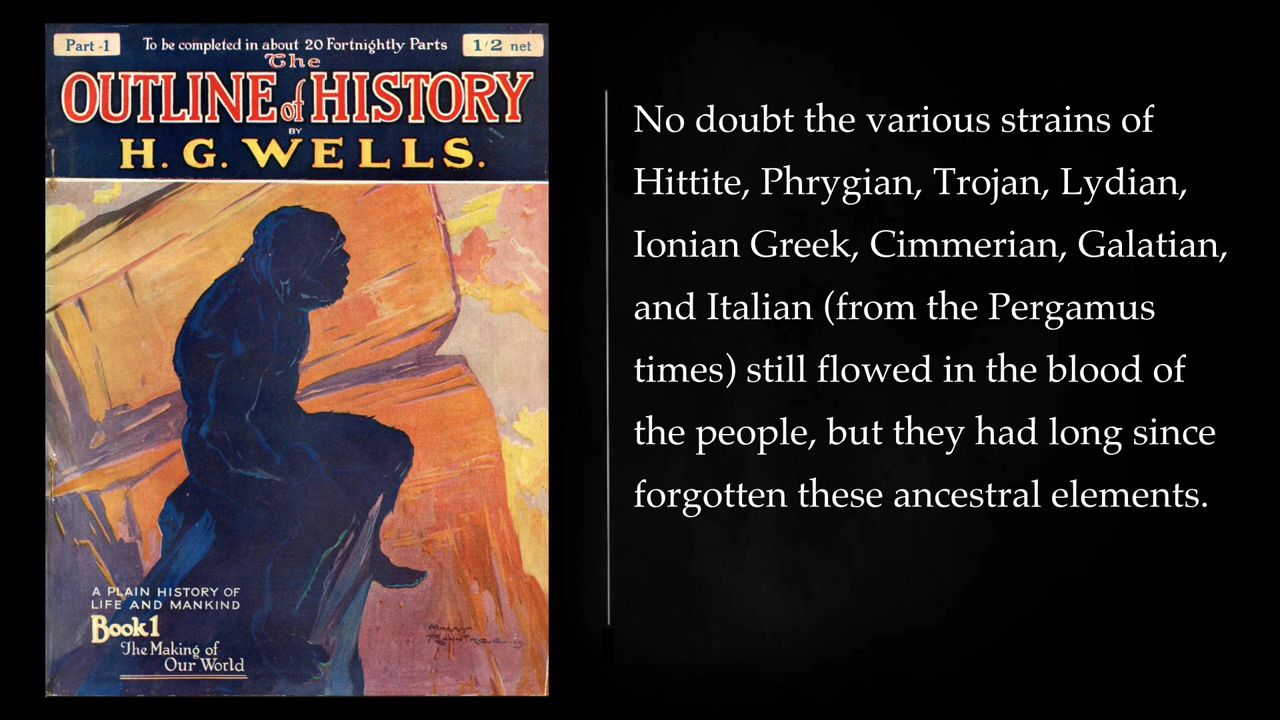 Part -1
To be completed in about 20 Fortnightly Parts
1/2 net
The
OUTLINE of HISTORY
BY
H. G. WELLS.
A PLAIN HISTORY OF
LIFE AND MANKIND
Book 1
The Making of
Our World
No doubt the various strains of
Hittite, Phrygian, Trojan, Lydian,
Ionian Greek, Cimmerian, Galatian,
and Italian (from the Pergamus
times) still flowed in the blood of
the people, but they had long since
forgotten these ancestral elements.